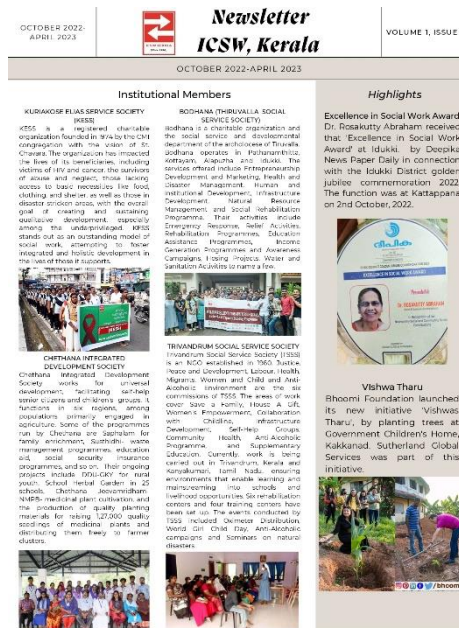 OCTOBER 2022-
APRIL 2023
Newsletter
ICSW, Kerala
VOLUME 1, ISSUE
OCTOBER 2022-APRIL 2023
Institutional Members
KURIAKOSE ELIAS SERVICE SOCIETY
(KESS)
KESS is a registered charitable
organization founded in 1974 by the CMI
congregation with the vision of St.
Chavara. The organization has impacted
the lives of its beneficiaries, including
victims of HIV and cancer, the survivors
of abuse and neglect, those lacking
access to basic necessities like food,
clothing, and shelter, as well as those in
disaster stricken areas, with the overall
goal of creating and sustaining
qualitative development, especially
among the underprivileged. KESS
stands out as an outstanding model of
social work, attempting to foster
integrated and holistic development in
the lives of those it supports.
CHETHANA INTEGRATED
DEVELOPMENT SOCIETY
Chethana Integrated Development
Society works for universal
development, facilitating self-help
senior citizens and children's groups. It
functions in six regions, among
populations primarily engaged in
agriculture. Some of the programmes
run by Chethana are Saphalam for
family enrichment, Sudhidhi- waste
management programmes, education
aid, social security insurance
programmes, and so on. Their ongoing
projects include DDU-GKY for rural
youth, School Herbal Garden in 25
schools, Chethana Jeevamridham-
NMPB- medicinal plant cultivation, and
the production of quality planting
materials for raising 1,27,000 quality
seedlings of medicinal plants and
distributing them freely to farmer
clusters.
BODHANA (THIRUVALLA SOCIAL
SERVICE SOCIETY)
Bodhana is a charitable organization and
the social service and developmental
department of the archdiocese of Tiruvalla.
Bodhana operates in Pathanamthitta,
Kottayam, Alapuzha and Idukki. The
services offered include Entrepreneurship
Development and Marketing, Health and
Disaster Management, Human and
Institutional Development, Infrastructure
Development, Natural Resource
Management and Social Rehabilitation
Programme. Their activities include
Emergency Response, Relief Activities,
Rehabilitation Programmes, Education
Assistance Programmes, Income
Generation Programmes and Awareness
Campaigns, Hosing Projects, Water and
Sanitation Activities to name a few.
TRIVANDRUM SOCIAL SERVICE SOCIETY
Trivandrum Social Service Society (TSSS)
is an NGO established in 1960. Justice,
Peace and Development, Labour, Health,
Migrants, Women and Child and Anti-
Alcoholic Environment are the six
commissions of TSSS. The areas of work
cover Save a Family, House A Gift,
Women's Empowerment, Collaboration
with Childline, Infrastructure
Development, Self-Help Groups,
Community Health, Anti-Alcoholic
Programme, and Supplementary
Education. Currently, work is being
carried out in Trivandrum, Kerala and
Kanyakumari, Tamil Nadu, ensuring
environments that enable learning and
mainstreaming into schools and
livelihood opportunities. Six rehabilitation
centers and four training centers have
been set up. The events conducted by
TSSS included Oximeter Distribution,
World Girl Child Day, Anti-Alcoholic
campaigns and Seminars on natural
disasters.
Highlights
Excellence in Social Work Award
Dr. Rosakutty Abraham received
that 'Excellence in Social Work
Award' at Idukki. by Deepika
News Paper Daily in connection
with the Idukki District golden
jubilee commemoration 2022.
The function was at Kattappana
on 2nd October, 2022.
ദീപിക
EXCELLENCE IN SOCIAL WORK AWARD
VIshwa Tharu
Bhoomi Foundation launched
its new initiative 'Vishwas
Tharu', by planting trees at
Government Children's Home,
Kakkanad. Sutherland Global
Services was part of this
initiative.
/bhoom